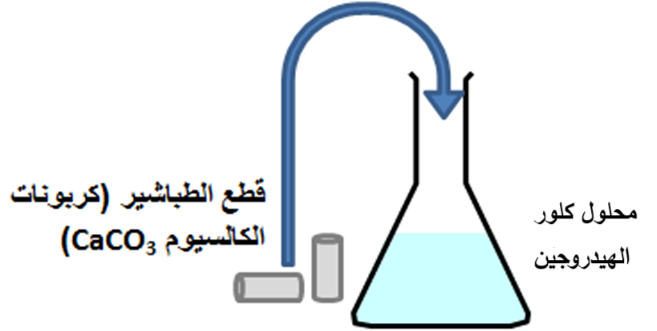 قطع الطباشير (كربونات
الكالسيوم CaCO₃)
محلول كلور
الهيدروجين